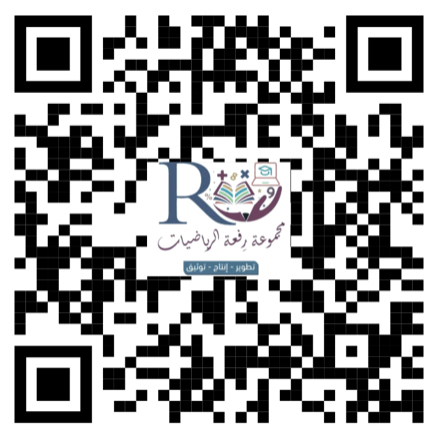 R
مجموعة رفعة الرياضيات
تطوير - إنتاج - توثيق